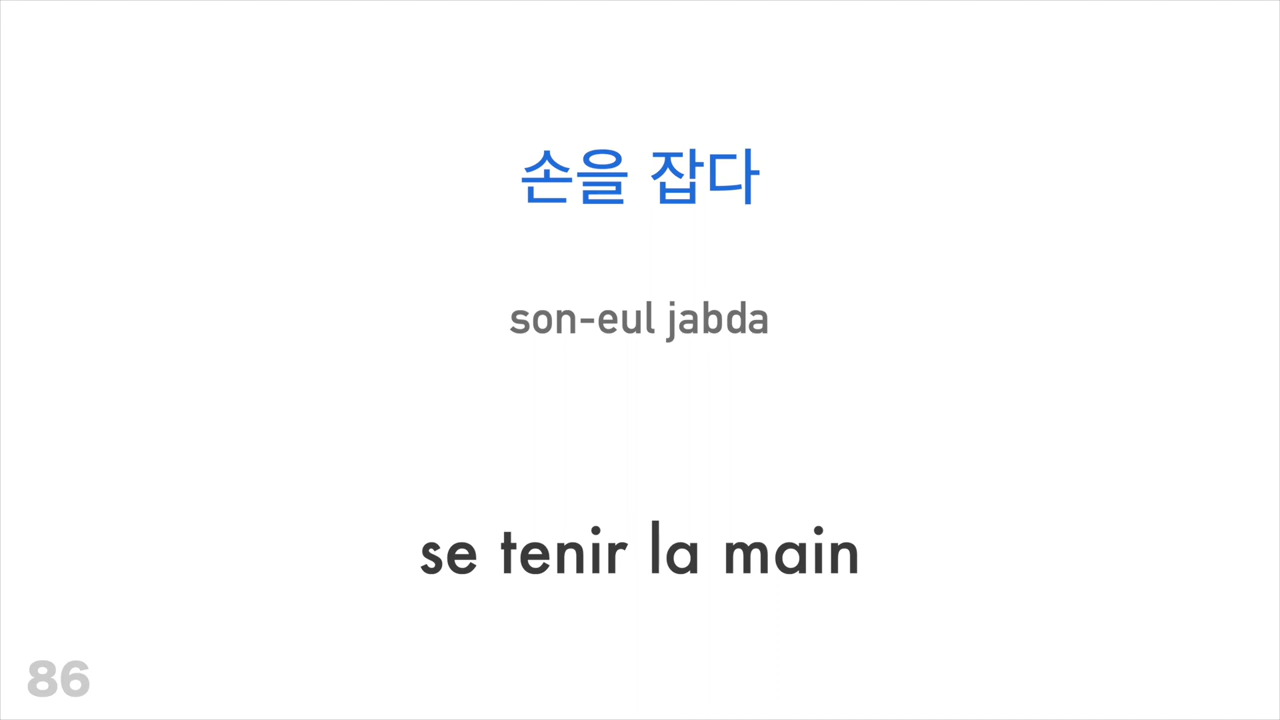 손을 잡다
son-eul jabda
se tenir la main
86